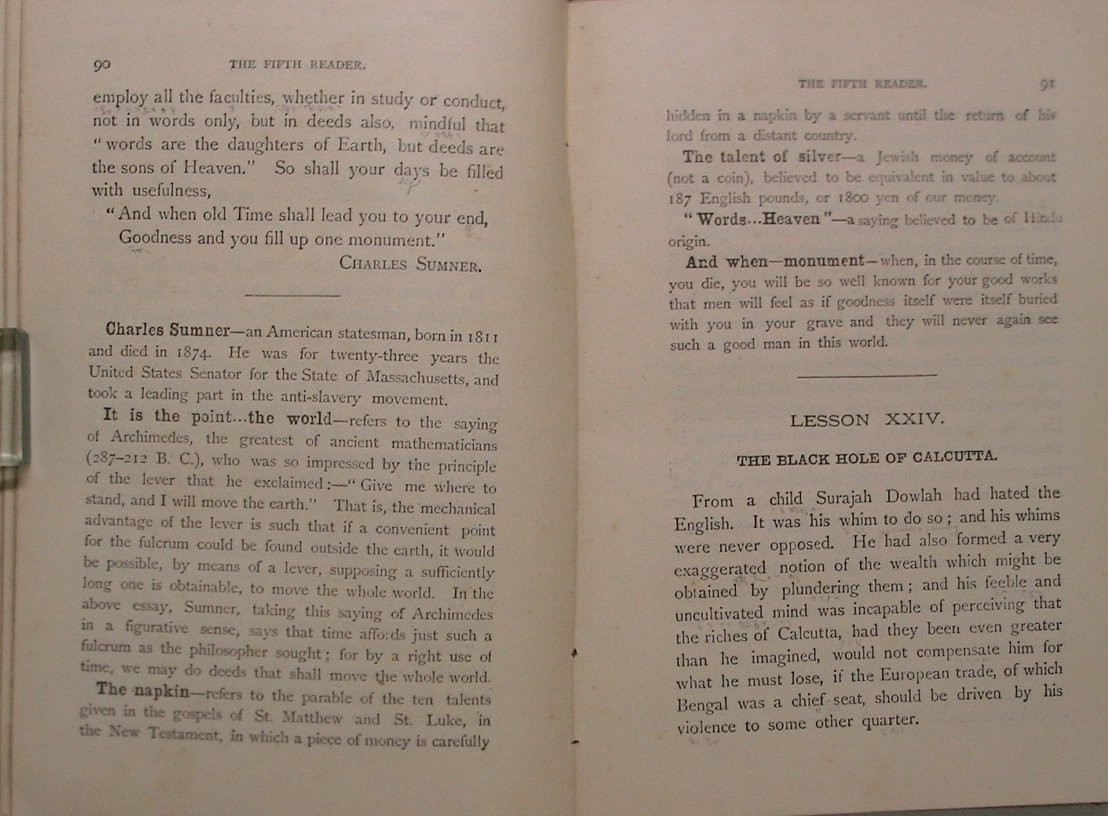 90
THE FIFTH READER.
employ all the faculties, whether in study or conduct,
not in words only, but in deeds also, mindful that
“ words are the daughters of Earth, but deeds are
the sons of Heaven.” So shall your days be filled
with usefulness,
“ And when old Time shall lead you to your end,
Goodness and you fill up one monument.”
CHARLES SUMNER.
Charles Sumner—an American statesman, born in 1811
and died in 1874. He was for twenty-three years the
United States Senator for the State of Massachusetts, and
took a leading part in the anti-slavery movement.
It is the point...the world—refers to the saying
of Archimedes, the greatest of ancient mathematicians
(287–212 B. C.), who was so impressed by the principle
of the lever that he exclaimed :—“ Give me where to
stand, and I will move the earth.” That is, the mechanical
advantage of the lever is such that if a convenient point
for the fulcrum could be found outside the earth, it would
be possible, by means of a lever, supposing a sufficiently
long one is obtainable, to move the whole world. In the
above essay, Sumner, taking this saying of Archimedes
in a figurative sense, says that time affords just such a
fulcrum as the philosopher sought ; for by a right use of
time, we may do deeds that shall move the whole world.
The napkin—refers to the parable of the ten talents
given in the gospels of St. Matthew and St. Luke, in
the New Testament, in which a piece of money is carefully
THE FIFTH READER.
91
hidden in a napkin by a servant until the return of his
lord from a distant country.
The talent of silver—a Jewish money of account
(not a coin), believed to be equivalent in value to about
187 English pounds, or 1800 yen of our money.
“ Words...Heaven ”—a saying believed to be of Hindu
origin.
And when—monument—when, in the course of time,
you die, you will be so well known for your good works
that men will feel as if goodness itself were itself buried
with you in your grave and they will never again see
such a good man in this world.
LESSON XXIV.
THE BLACK HOLE OF CALCUTTA.
From a child Surajah Dowlah had hated the
English. It was his whim to do so ; and his whims
were never opposed. He had also formed a very
exaggerated notion of the wealth which might be
obtained by plundering them ; and his feeble and
uncultivated mind was incapable of perceiving that
the riches of Calcutta, had they been even greater
than he imagined, would not compensate him for
what he must lose, if the European trade, of which
Bengal was a chief seat, should be driven by his
violence to some other quarter.